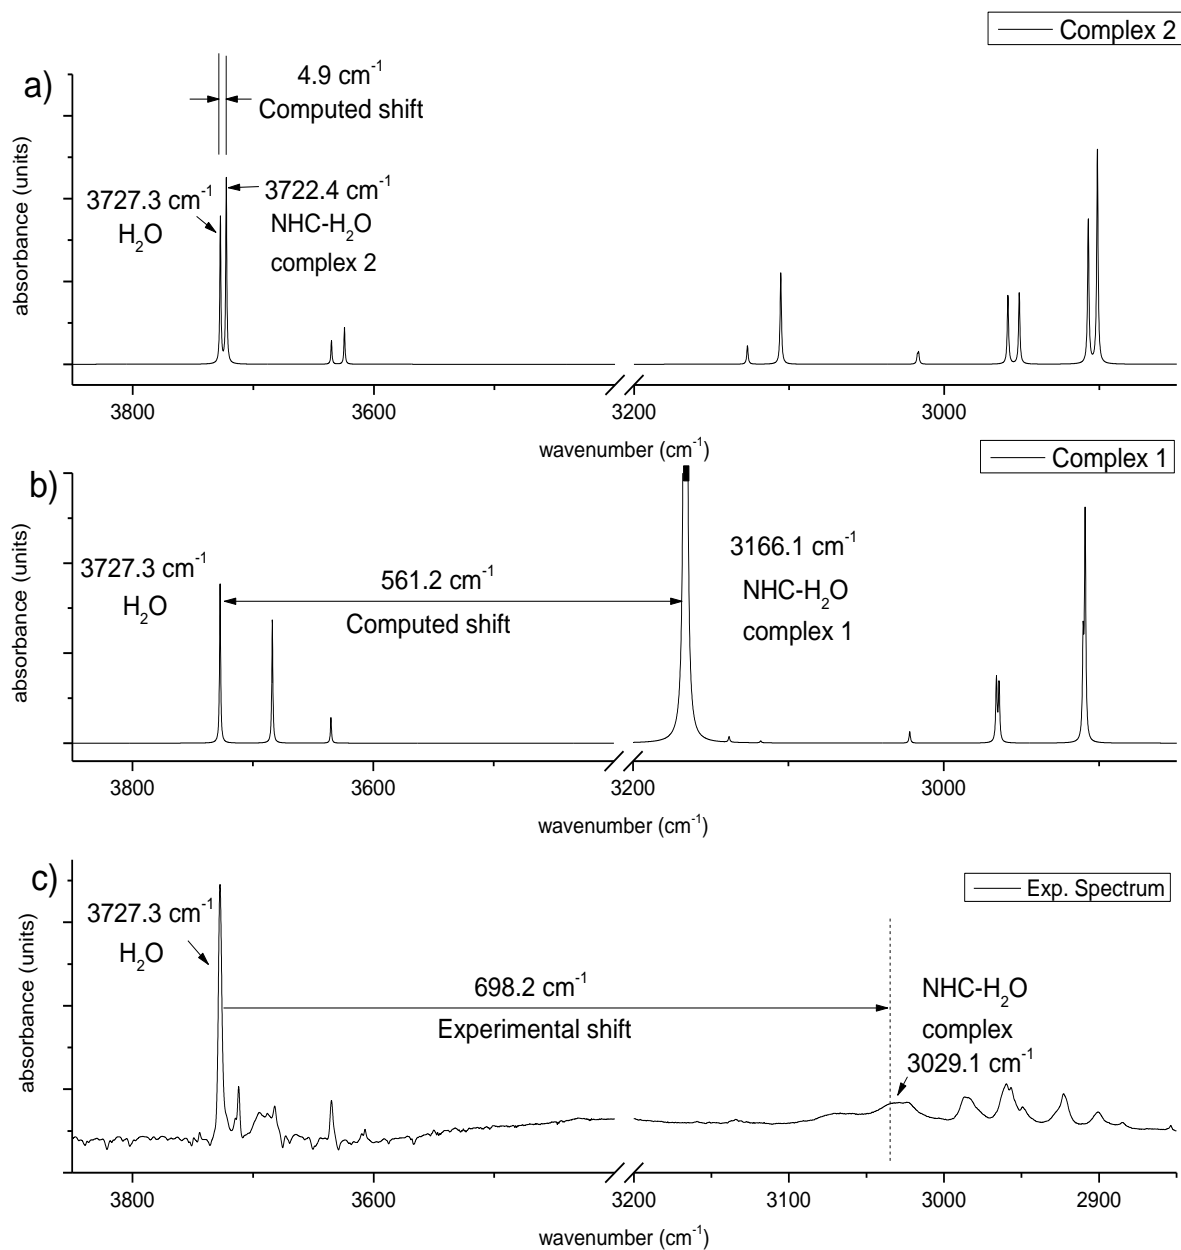 Complex 2
a)
4.9 cm⁻¹
Computed shift
absorbance (units)
3727.3 cm⁻¹
H₂O
3722.4 cm⁻¹
NHC-H₂O
complex 2
3800
3600
3200
3000
wavenumber (cm⁻¹)
Complex 1
b)
3727.3 cm⁻¹
H₂O
561.2 cm⁻¹
Computed shift
3166.1 cm⁻¹
NHC-H₂O
complex 1
absorbance (units)
3800
3600
3200
3000
wavenumber (cm⁻¹)
c)
Exp. Spectrum
3727.3 cm⁻¹
H₂O
698.2 cm⁻¹
Experimental shift
NHC-H₂O
complex
3029.1 cm⁻¹
absorbance (units)
3800
3600
3200
3100
3000
2900
wavenumber (cm⁻¹)